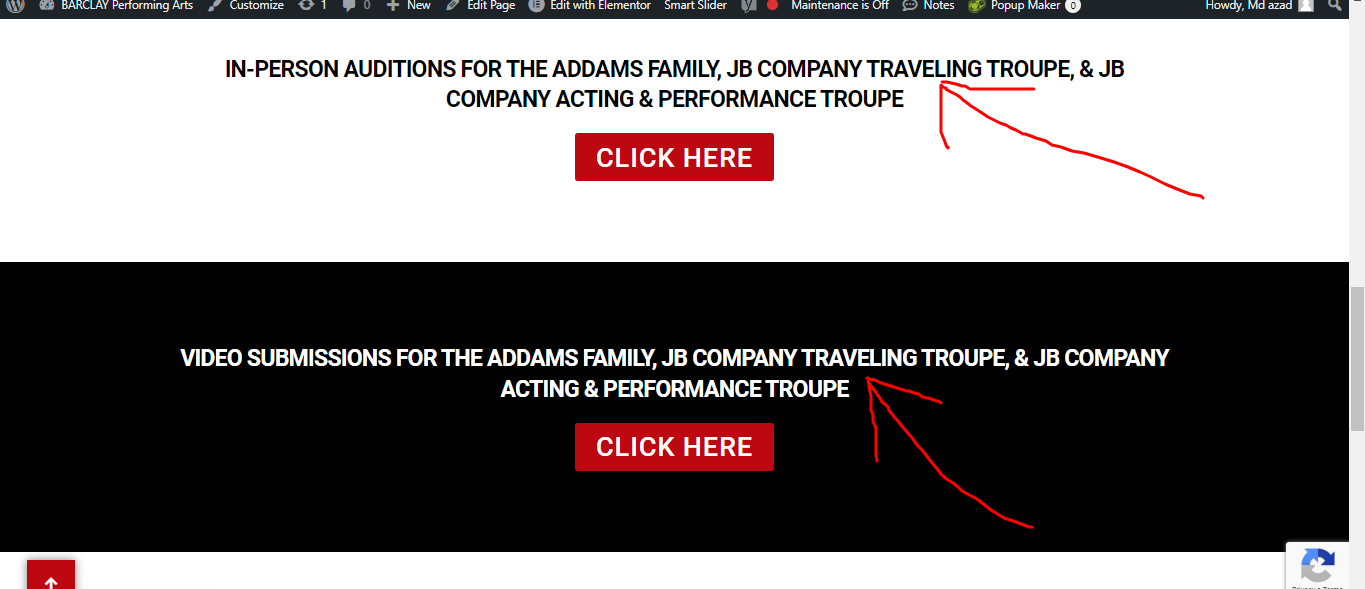 BARCLAY Performing Arts Customize 1 0 New Edit Page Edit with Elementor Smart Slider Maintenance is Off Notes Popup Maker 0 Howdy, Md azad
IN-PERSON AUDITIONS FOR THE ADDAMS FAMILY, JB COMPANY TRAVELING TROUPE, & JB
COMPANY ACTING & PERFORMANCE TROUPE
CLICK HERE
VIDEO SUBMISSIONS FOR THE ADDAMS FAMILY, JB COMPANY TRAVELING TROUPE, & JB COMPANY
ACTING & PERFORMANCE TROUPE
CLICK HERE